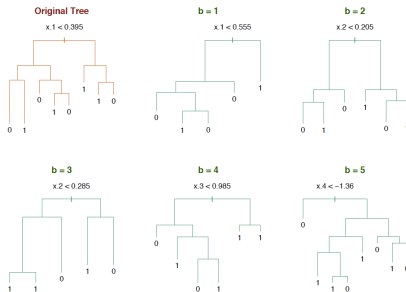 Original Tree
b = 1
b = 2
x.1 < 0.395
x.1 < 0.555
x.2 < 0.205
1
1
0
0
1
1 0
1 0
0
0 1
1 0
0 1
0
b = 3
b = 4
b = 5
x.2 < 0.285
x.3 < 0.985
x.4 < −1.36
0
0
1 1
0
1
1 0
0
1
1 1
0 1
1 1
0